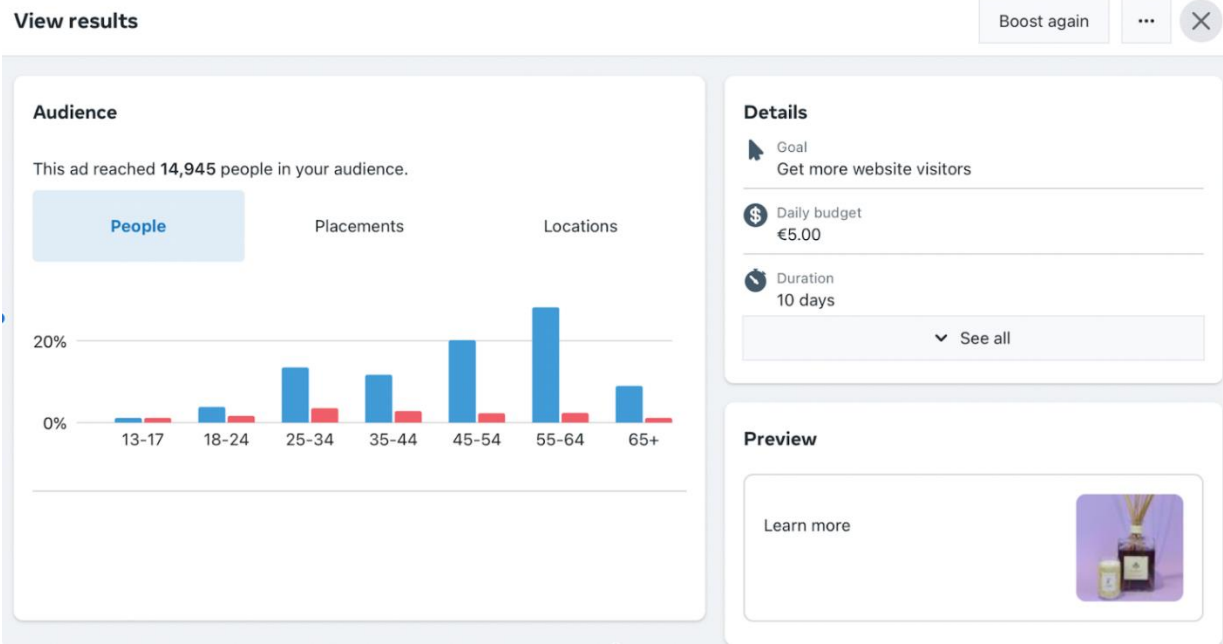 View results
Boost again
Audience
This ad reached 14,945 people in your audience.
People
Placements
Locations
20%
0%
13-17
18-24
25-34
35-44
45-54
55-64
65+
Details
Goal
Get more website visitors
Daily budget
€5.00
Duration
10 days
See all
Preview
Learn more